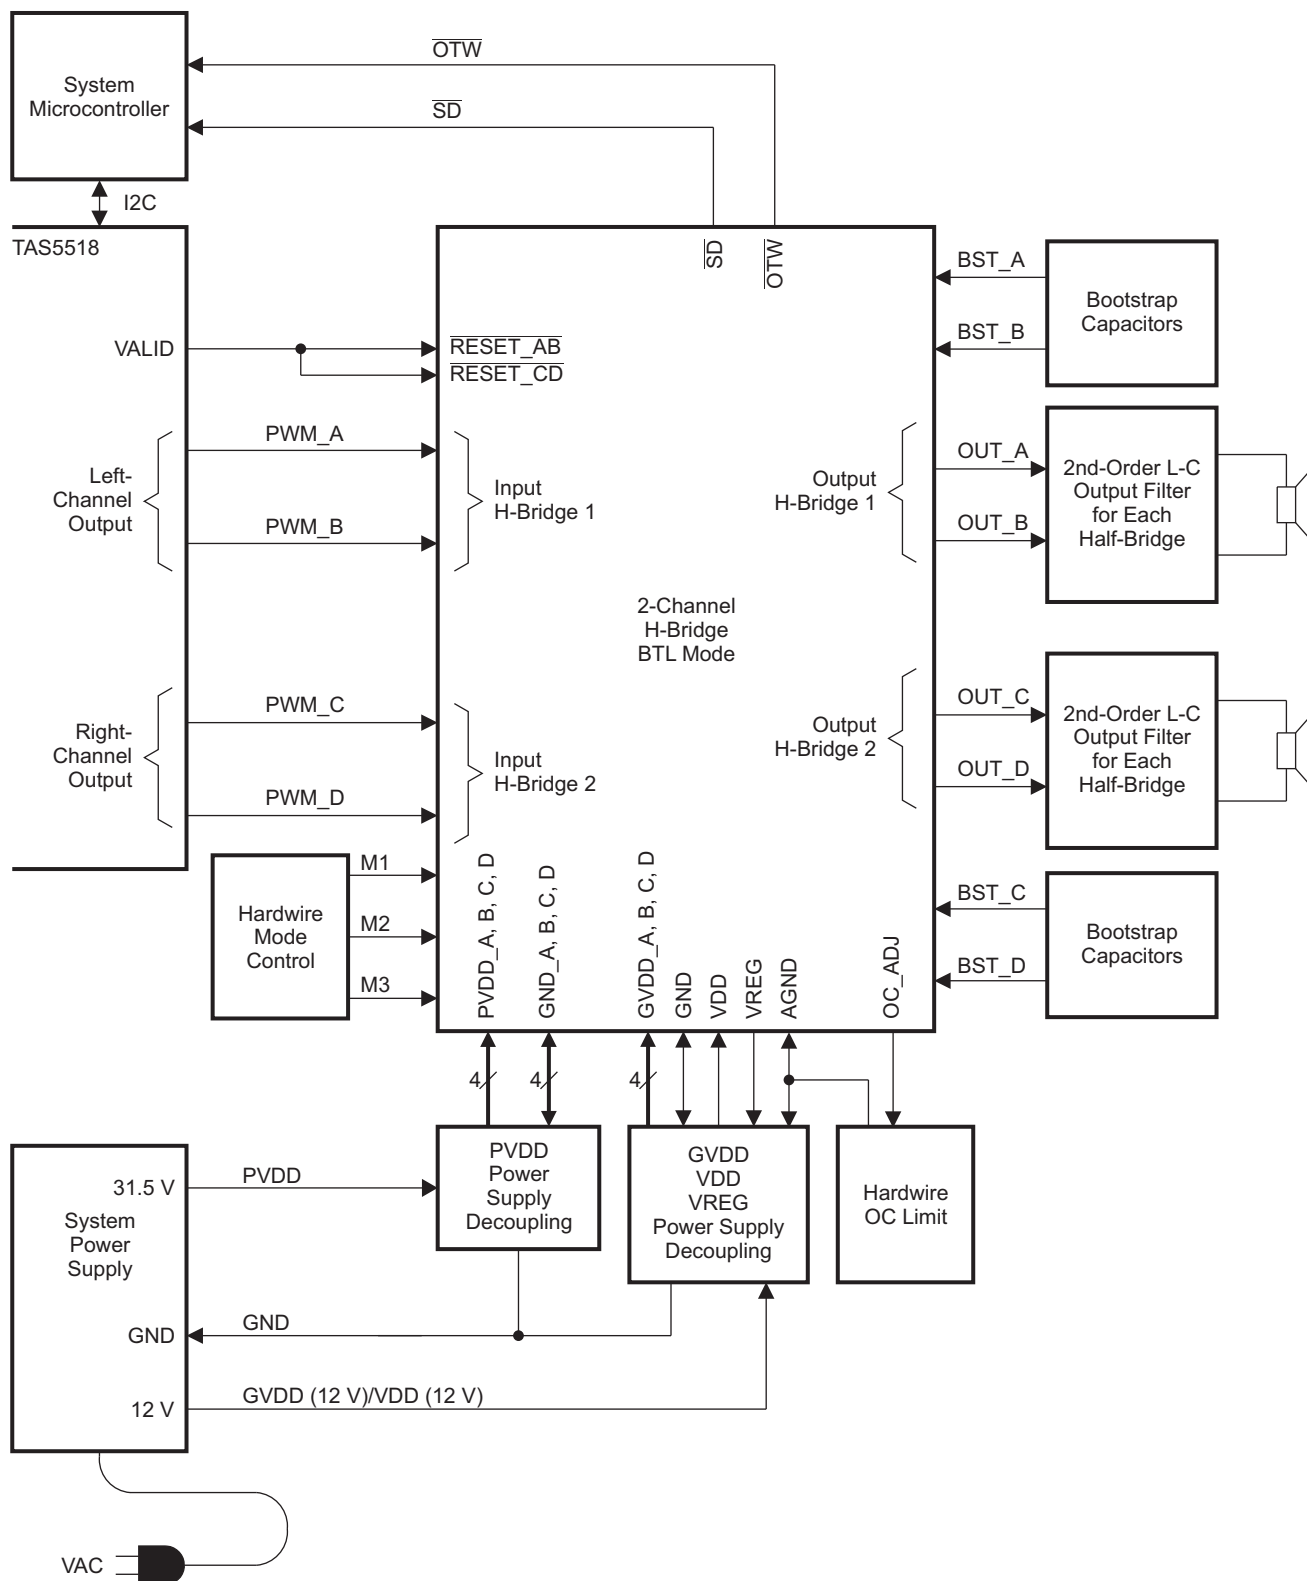 OTW
System
Microcontroller
SD
I2C
TAS5518
SD
OTW
BST_A
Bootstrap
Capacitors
BST_B
VALID
RESET_AB
RESET_CD
PWM_A
Left-
Channel
Output
PWM_B
Input
H-Bridge 1
Output
H-Bridge 1
OUT_A
OUT_B
2nd-Order L-C
Output Filter
for Each
Half-Bridge
2-Channel
H-Bridge
BTL Mode
PWM_C
Right-
Channel
Output
PWM_D
Input
H-Bridge 2
Output
H-Bridge 2
OUT_C
OUT_D
2nd-Order L-C
Output Filter
for Each
Half-Bridge
Hardwire
Mode
Control
M1
M2
M3
PVDD_A, B, C, D
GND_A, B, C, D
GVDD_A, B, C, D
GND
VDD
VREG
AGND
OC_ADJ
BST_C
BST_D
Bootstrap
Capacitors
4
4
4
31.5 V
System
Power
Supply
GND
12 V
PVDD
PVDD
Power
Supply
Decoupling
GVDD
VDD
VREG
Power Supply
Decoupling
Hardwire
OC Limit
GND
GVDD (12 V)/VDD (12 V)
VAC